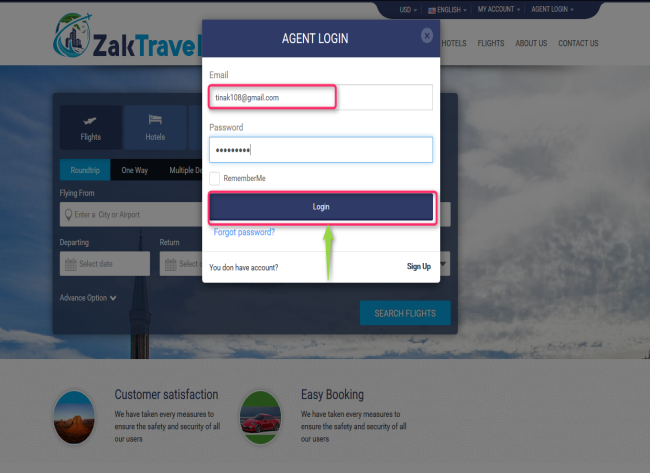 USD
ENGLISH
MY ACCOUNT
AGENT LOGIN
ZakTravel
HOTELS
FLIGHTS
ABOUT US
CONTACT US
AGENT LOGIN
Email
tinak108@gmail.com
Password
RememberMe
Login
Forgot password?
You don have account?
Sign Up
Flights
Hotels
Roundtrip
One Way
Multiple De
Flying From
Enter a City or Airport
Departing
Return
Select date
Select
Advance Option
SEARCH FLIGHTS
Customer satisfaction
We have taken every measures to
ensure the safety and security of all
our users
Easy Booking
We have taken every measures to
ensure the safety and security of all
our users